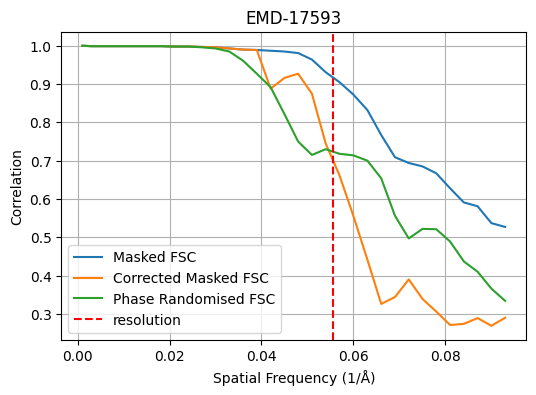 EMD-17593
1.0
0.9
0.8
0.7
0.6
0.5
0.4
0.3
Correlation
Masked FSC
Corrected Masked FSC
Phase Randomised FSC
resolution
0.00 0.02 0.04 0.06 0.08
Spatial Frequency (1/Å)